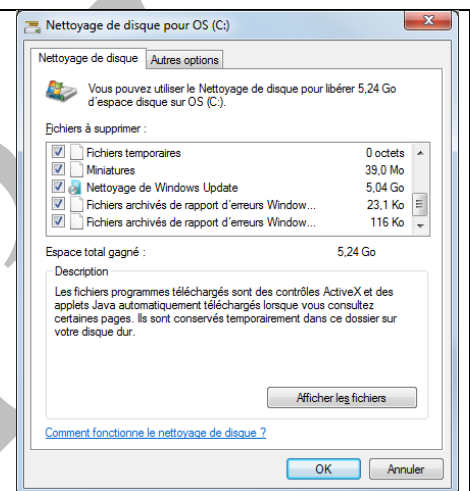 Nettoyage de disque pour OS (C:)
Nettoyage de disque Autres options
Vous pouvez utiliser le Nettoyage de disque pour libérer 5,24 Go
d'espace disque sur OS (C:).
Fichiers à supprimer :
Fichiers temporaires 0 octets
Miniatures 39,0 Mo
Nettoyage de Windows Update 5,04 Go
Fichiers archivés de rapport d'erreurs Window... 23,1 Ko
Fichiers archivés de rapport d'erreurs Window... 116 Ko
Espace total gagné : 5,24 Go
Description
Les fichiers programmes téléchargés sont des contrôles ActiveX et des
applets Java automatiquement téléchargés lorsque vous consultez
certaines pages. Ils sont conservés temporairement dans ce dossier sur
votre disque dur.
Afficher les fichiers
Comment fonctionne le nettoyage de disque ?
OK Annuler